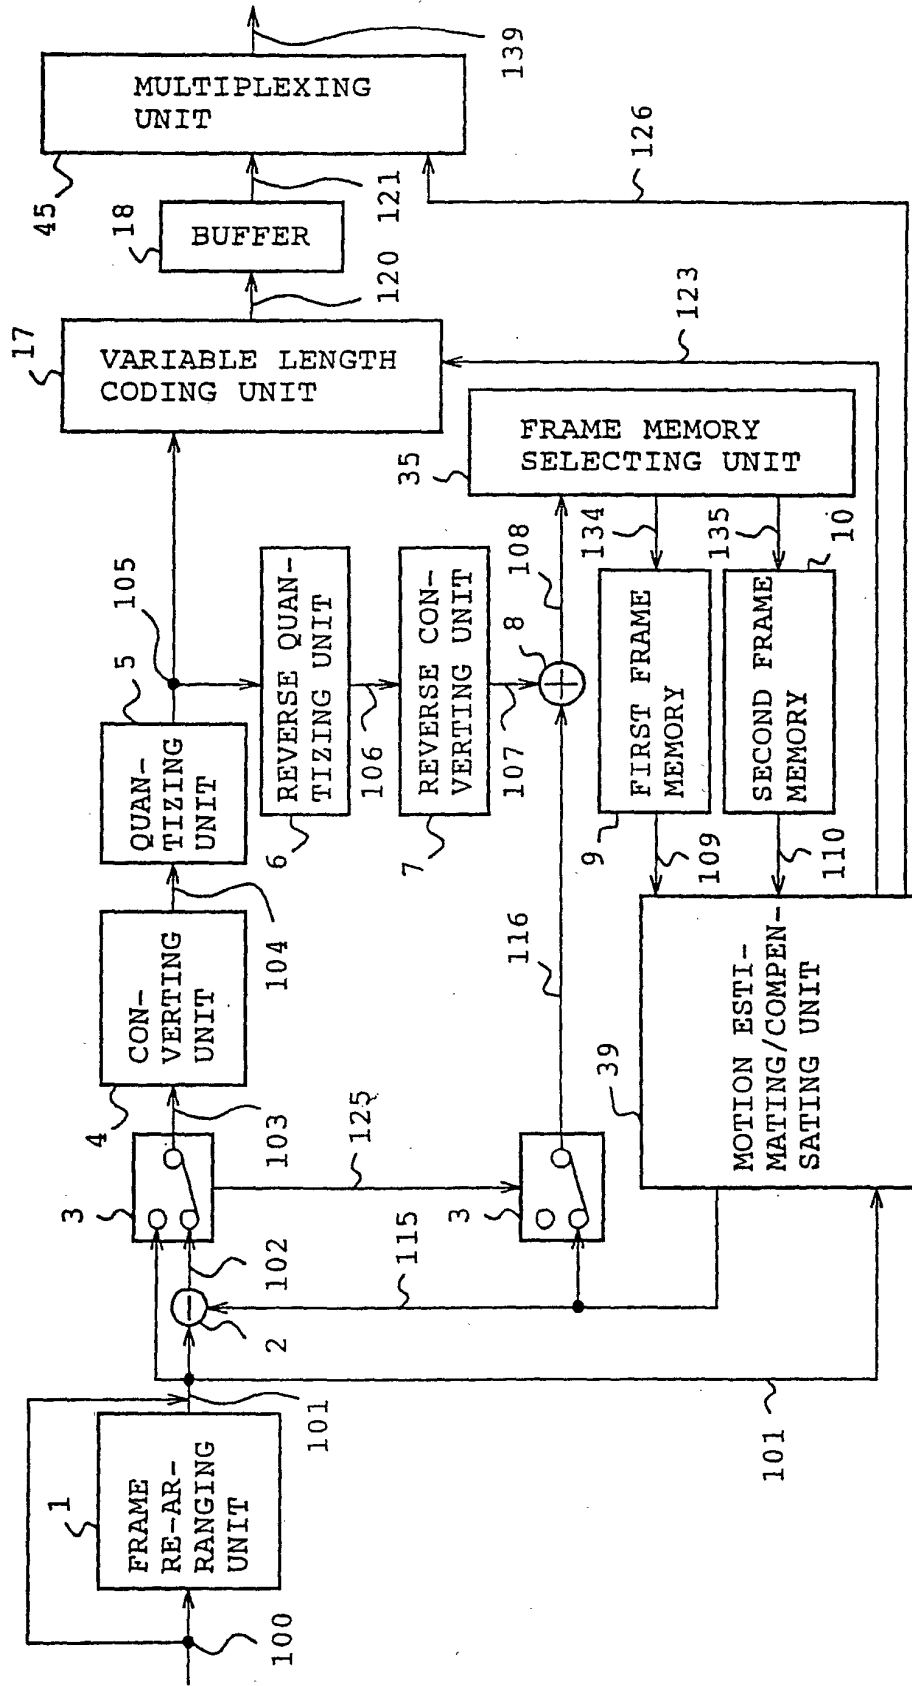 1
FRAME
RE-AR-
RANGING
UNIT
100
101
101
2
102
3
103
125
115
3
4
CON-
VERTING
UNIT
104
5
QUAN-
TIZING
UNIT
105
6
REVERSE QUAN-
TIZING UNIT
106
7
REVERSE CON-
VERTING UNIT
107
8
108
116
17
VARIABLE LENGTH
CODING UNIT
120
18
BUFFER
121
45
MULTIPLEXING
UNIT
139
35
FRAME MEMORY
SELECTING UNIT
134
135
9
FIRST FRAME
MEMORY
10
SECOND FRAME
MEMORY
109
110
39
MOTION ESTI-
MATING/COMPEN-
SATING UNIT
123
126